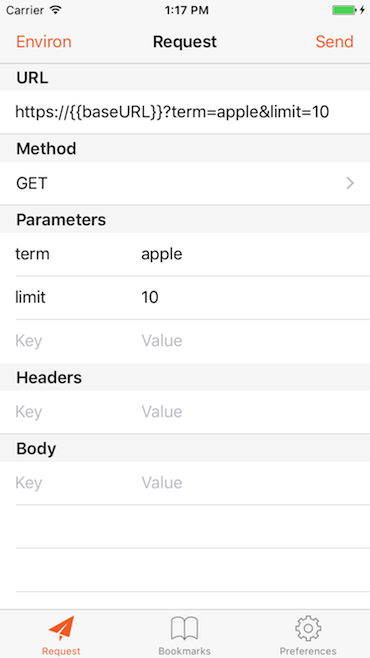 Carrier 1:17 PM
Environ Request Send
URL
https://{{baseURL}}?term=apple&limit=10
Method
GET
Parameters
term apple
limit 10
Key Value
Headers
Key Value
Body
Key Value
Request Bookmarks Preferences